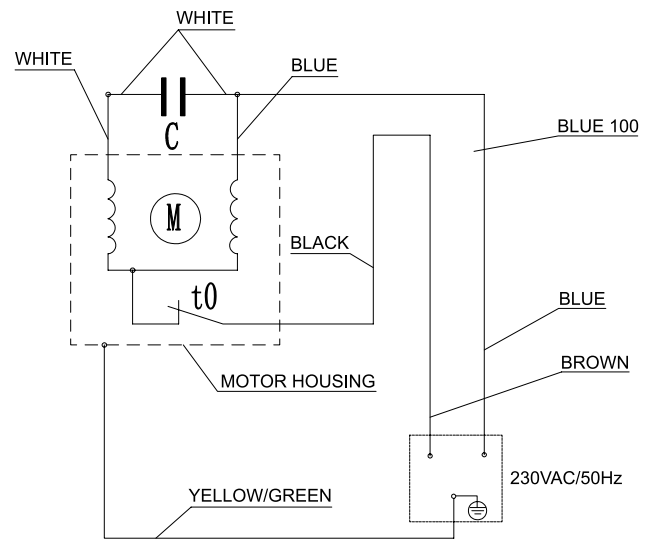 WHITE
WHITE
BLUE
C
BLUE 100
M
BLACK
t0
BLUE
BROWN
MOTOR HOUSING
230VAC/50Hz
YELLOW/GREEN